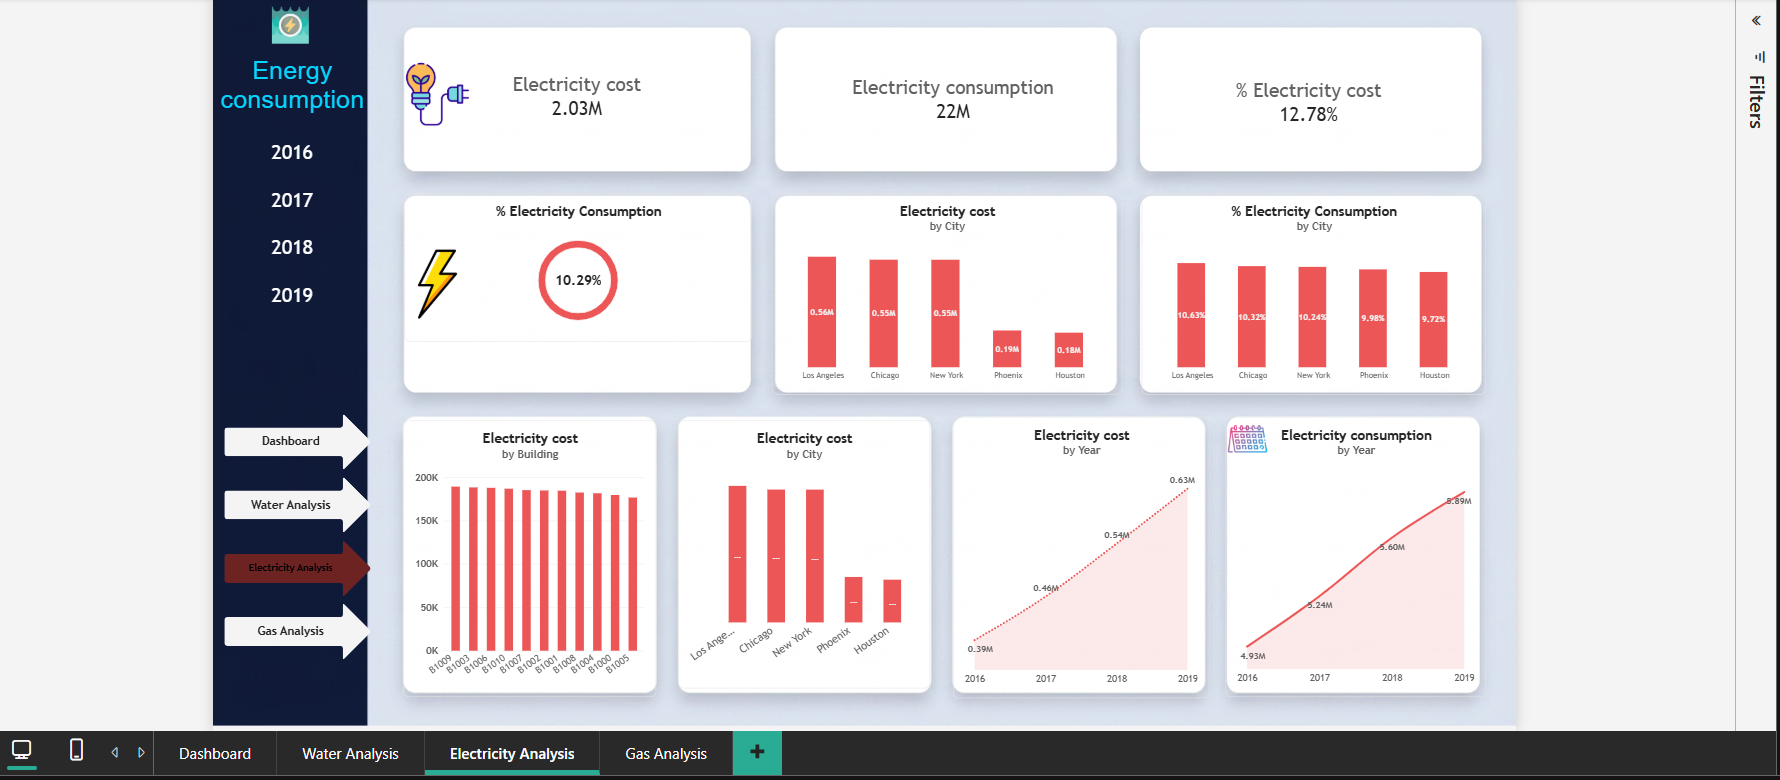 Energy
consumption
2016
2017
2018
2019
Dashboard
Water Analysis
Electricity Analysis
Gas Analysis
Electricity cost
2.03M
Electricity consumption
22M
% Electricity cost
12.78%
% Electricity Consumption
10.29%
Electricity cost
by City
0.56M
0.55M
0.55M
0.19M
0.18M
Los Angeles
Chicago
New York
Phoenix
Houston
% Electricity Consumption
by City
10.63%
10.32%
10.24%
9.98%
9.72%
Los Angeles
Chicago
New York
Phoenix
Houston
Electricity cost
by Building
200K
150K
100K
50K
0K
B1009
B1003
B1006
B1010
B1007
B1002
B1001
B1008
B1004
B1000
B1005
Electricity cost
by City
Los Ange...
Chicago
New York
Phoenix
Houston
Electricity cost
by Year
0.63M
0.54M
0.46M
0.39M
2016
2017
2018
2019
Electricity consumption
by Year
5.89M
5.60M
5.24M
4.93M
2016
2017
2018
2019
Filters
Dashboard
Water Analysis
Electricity Analysis
Gas Analysis